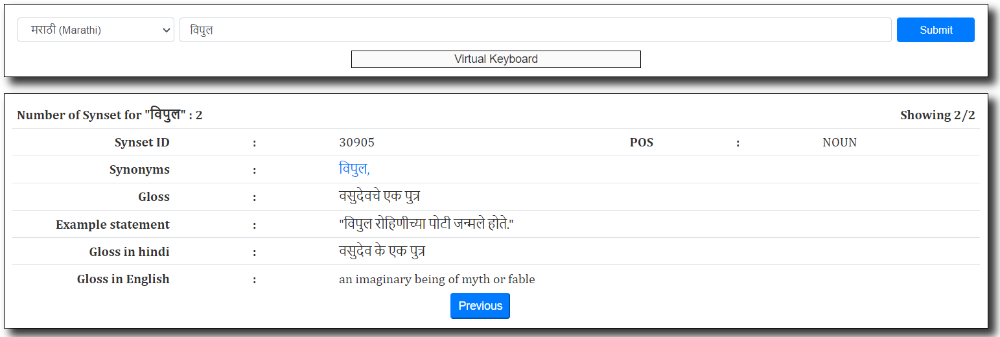 मराठी (Marathi) विपुल Submit
Virtual Keyboard
Number of Synset for "विपुल" : 2 Showing 2/2
Synset ID : 30905 POS : NOUN
Synonyms : विपुल,
Gloss : वसुदेवचे एक पुत्र
Example statement : "विपुल रोहिणीच्या पोटी जन्मले होते."
Gloss in hindi : वसुदेव के एक पुत्र
Gloss in English : an imaginary being of myth or fable
Previous